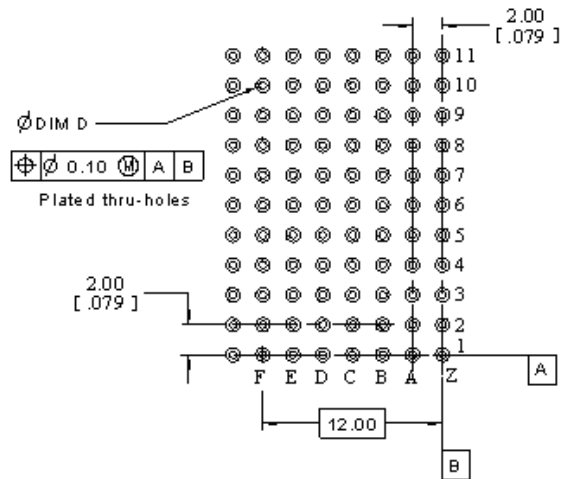 2.00
[ .079 ]
11
10
Ø DIM D
9
⌖ Ø 0.10 Ⓜ A B
8
Plated thru-holes
7
6
5
4
2.00
[ .079 ]
3
2
1
F E D C B A Z
A
12.00
B